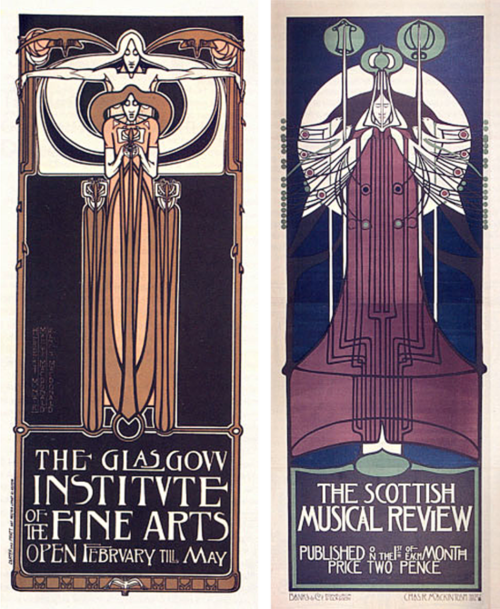 THE GLASGOW
INSTITVTE
OF THE FINE ARTS
OPEN FEBRVARY TILL MAY
THE SCOTTISH
MUSICAL REVIEW
PUBLISHED ON THE 1ST OF EACH MONTH
PRICE TWO PENCE